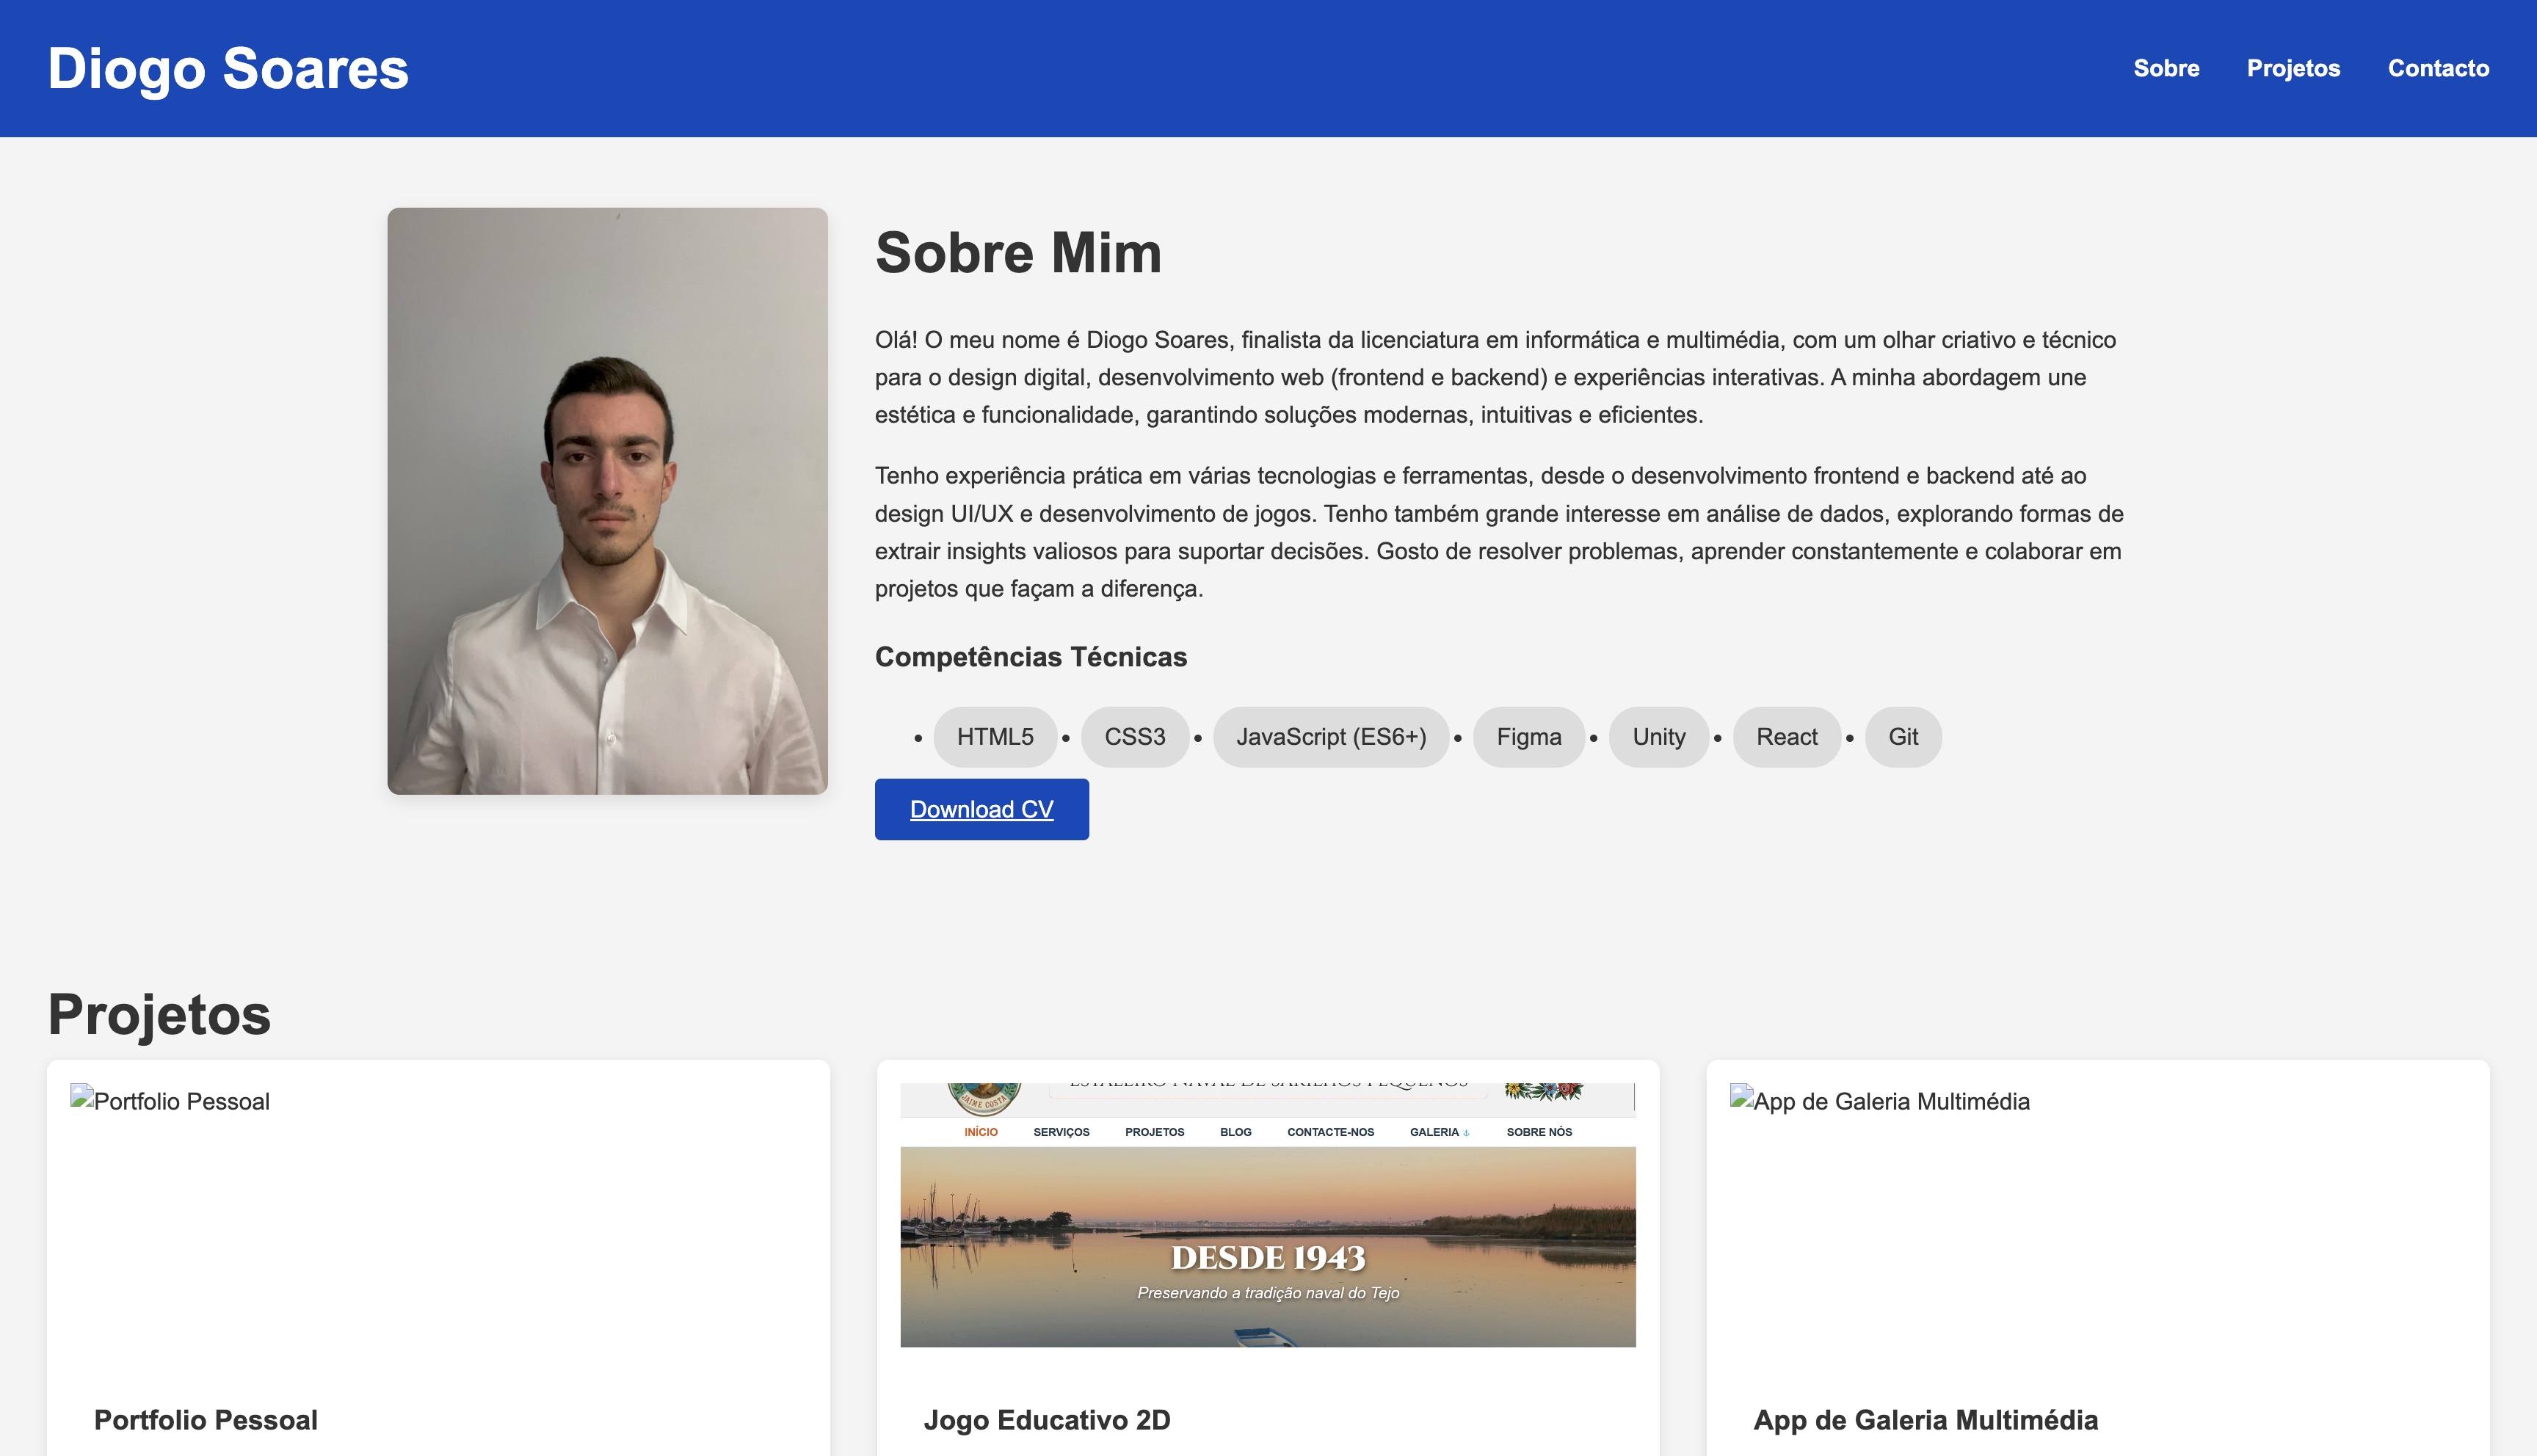 Diogo Soares
Sobre Projetos Contacto
Sobre Mim
Olá! O meu nome é Diogo Soares, finalista da licenciatura em informática e multimédia, com um olhar criativo e técnico
para o design digital, desenvolvimento web (frontend e backend) e experiências interativas. A minha abordagem une
estética e funcionalidade, garantindo soluções modernas, intuitivas e eficientes.
Tenho experiência prática em várias tecnologias e ferramentas, desde o desenvolvimento frontend e backend até ao
design UI/UX e desenvolvimento de jogos. Tenho também grande interesse em análise de dados, explorando formas de
extrair insights valiosos para suportar decisões. Gosto de resolver problemas, aprender constantemente e colaborar em
projetos que façam a diferença.
Competências Técnicas
• HTML5 • CSS3 • JavaScript (ES6+) • Figma • Unity • React • Git
Download CV
Projetos
Portfolio Pessoal
Portfolio Pessoal
JAIME COSTA
ESTALEIRO NAVAL DE SARILHOS PEQUENOS
INÍCIO SERVIÇOS PROJETOS BLOG CONTACTE-NOS GALERIA SOBRE NÓS
DESDE 1943
Preservando a tradição naval do Tejo
Jogo Educativo 2D
App de Galeria Multimédia
App de Galeria Multimédia